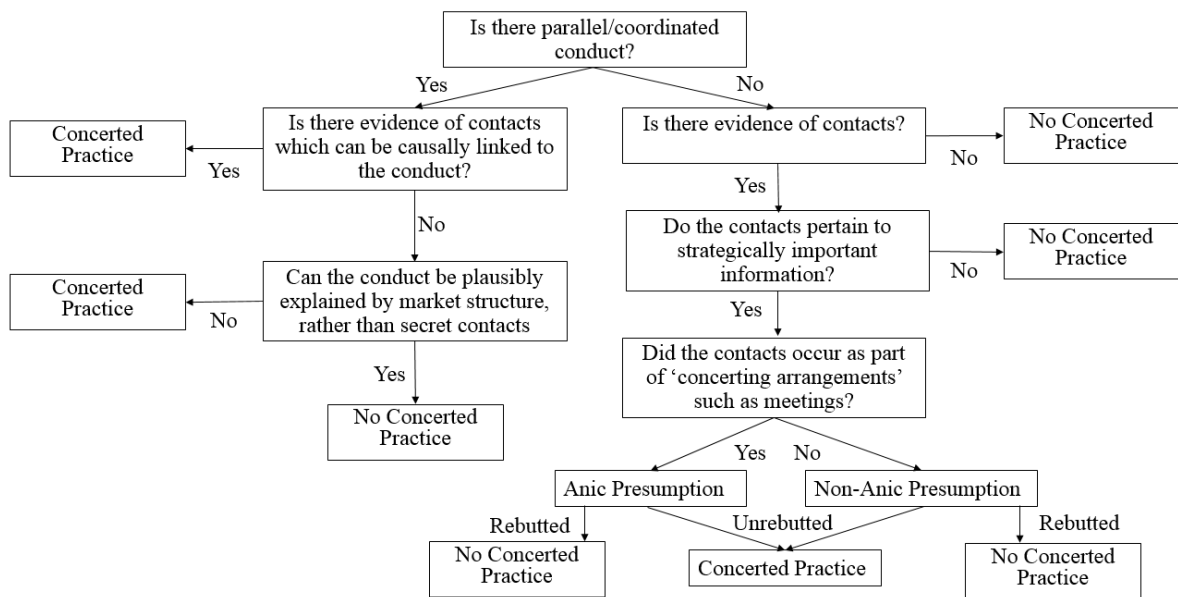 Is there parallel/coordinated
conduct?
Yes
No
Concerted
Practice
Yes
Is there evidence of contacts
which can be causally linked to
the conduct?
Is there evidence of contacts?
No
No Concerted
Practice
No
Yes
Concerted
Practice
No
Can the conduct be plausibly
explained by market structure,
rather than secret contacts
Do the contacts pertain to
strategically important
information?
No
No Concerted
Practice
Yes
Yes
No Concerted
Practice
Did the contacts occur as part
of ‘concerting arrangements’
such as meetings?
Yes
No
Anic Presumption
Non-Anic Presumption
Rebutted
Unrebutted
Rebutted
No Concerted
Practice
Concerted Practice
No Concerted
Practice